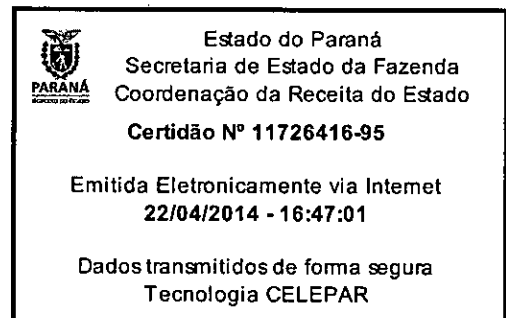 Estado do Paraná
Secretaria de Estado da Fazenda
PARANÁ
Coordenação da Receita do Estado
Certidão Nº 11726416-95
Emitida Eletronicamente via Internet
22/04/2014 - 16:47:01
Dados transmitidos de forma segura
Tecnologia CELEPAR